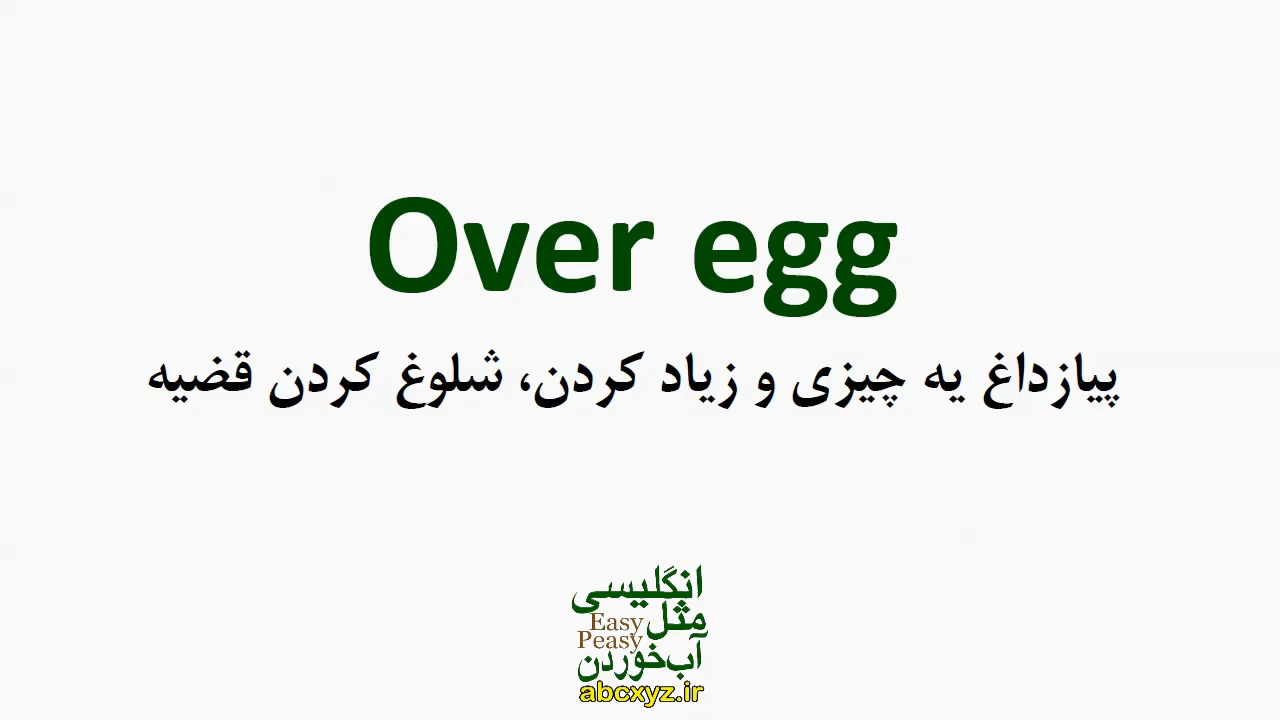 Over egg
پیازداغ یه چیزی و زیاد کردن، شلوغ کردن قضیه
انگلیسی
مثل Easy
Peasy
آب‌خوردن
abcxyz.ir